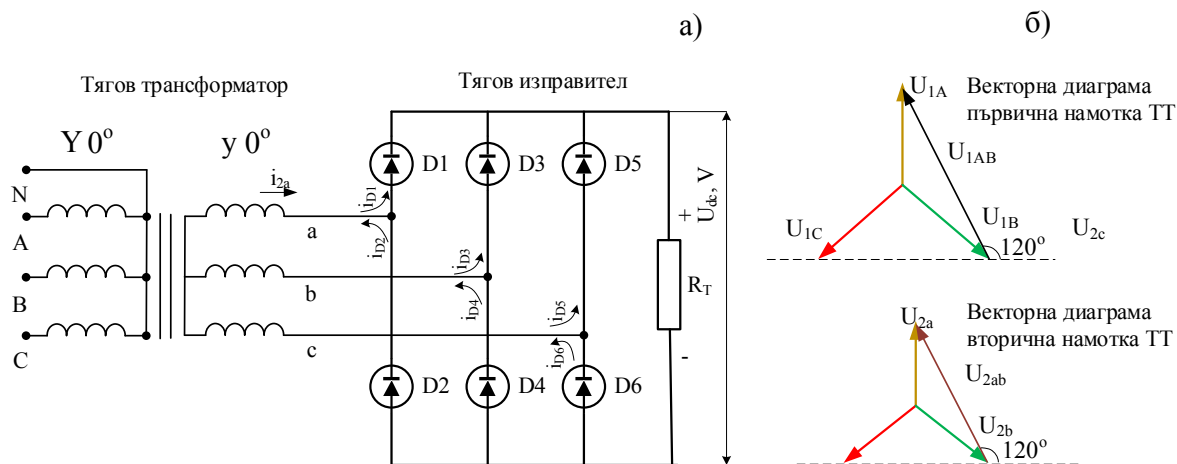 а)
б)
Тягов трансформатор
Тягов изправител
Y 0°
y 0°
N
A
B
C
i2a
a
b
c
iD1
iD2
iD3
iD4
iD5
iD6
D1
D3
D5
D2
D4
D6
+
Udc, V
RT
-
U1A
Векторна диаграма
първична намотка ТТ
U1AB
U1B
U1C
120°
U2c
U2a
Векторна диаграма
вторична намотка ТТ
U2ab
U2b
120°